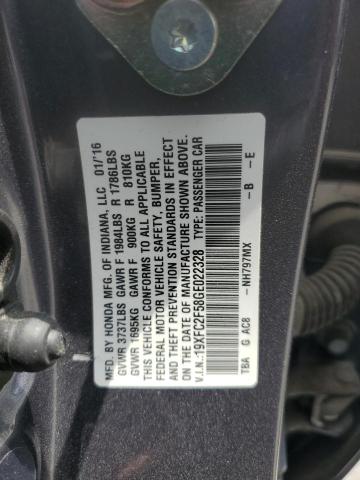 MFD. BY HONDA MFG. OF INDIANA, LLC 01/16
GVWR 3737LBS GAWR F 1984LBS R 1786LBS
GVWR 1695KG GAWR F 900KG R 810KG
THIS VEHICLE CONFORMS TO ALL APPLICABLE
FEDERAL MOTOR VEHICLE SAFETY, BUMPER,
AND THEFT PREVENTION STANDARDS IN EFFECT
ON THE DATE OF MANUFACTURE SHOWN ABOVE.
V.I.N.:19XFC2F58GE022328 TYPE:PASSENGER CAR
TBA G AC8 – NH797MX – B – E